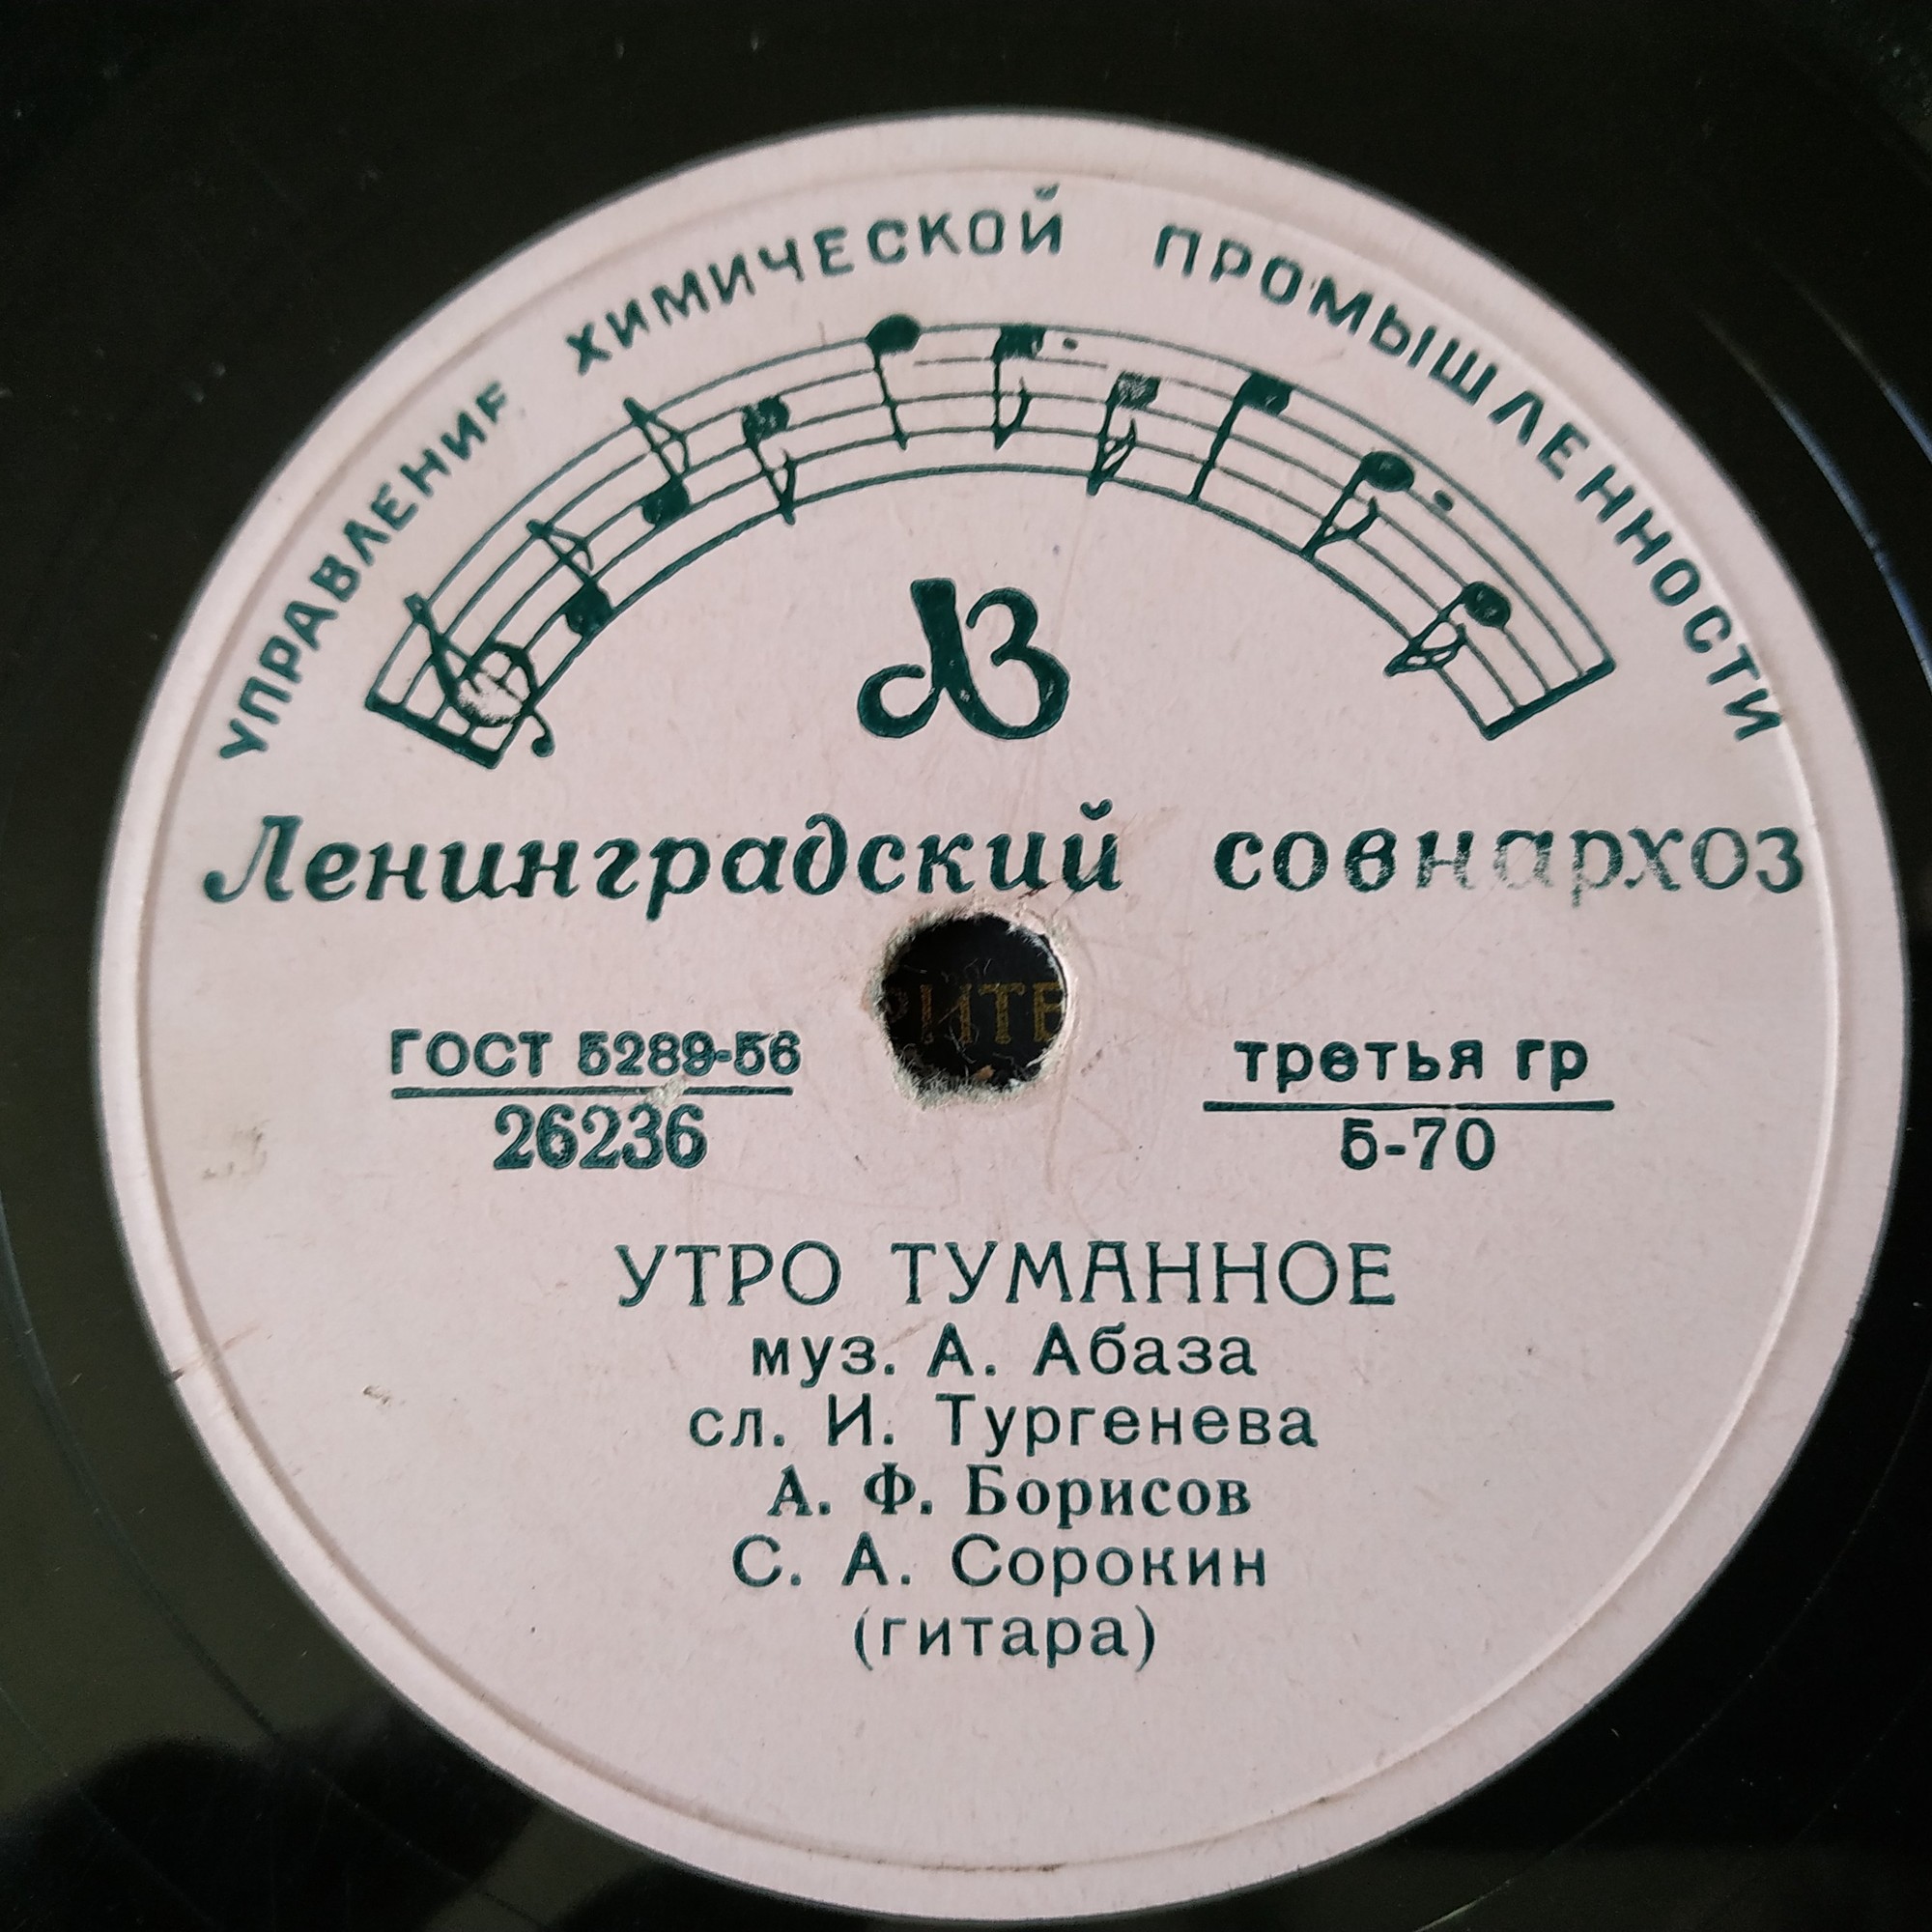 УПРАВЛЕНИЕ ХИМИЧЕСКОЙ ПРОМЫШЛЕННОСТИ
Ленинградский совнархоз
ГОСТ 5289-56
26236
третья гр
5-70
УТРО ТУМАННОЕ
муз. А. Абаза
сл. И. Тургенева
А. Ф. Борисов
С. А. Сорокин
(гитара)